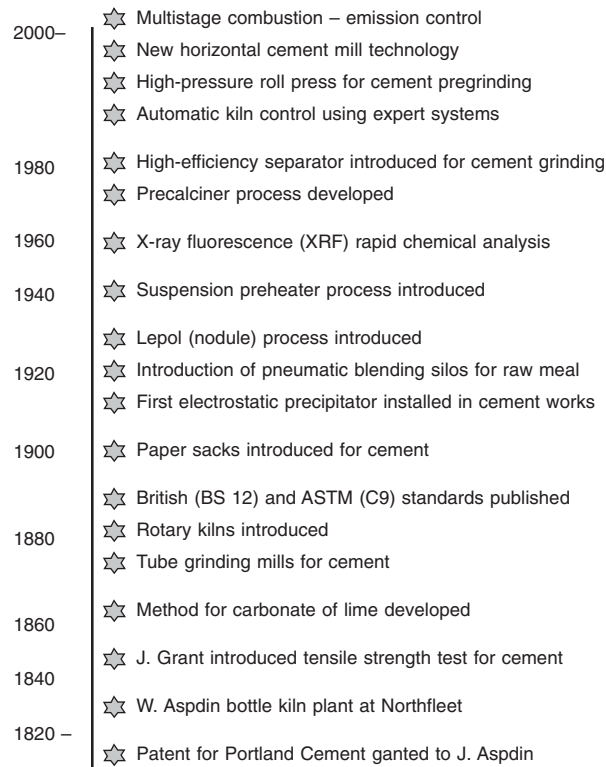 Multistage combustion – emission control
2000–
New horizontal cement mill technology
High-pressure roll press for cement pregrinding
Automatic kiln control using expert systems
1980 High-efficiency separator introduced for cement grinding
Precalciner process developed
1960 X-ray fluorescence (XRF) rapid chemical analysis
1940 Suspension preheater process introduced
Lepol (nodule) process introduced
1920 Introduction of pneumatic blending silos for raw meal
First electrostatic precipitator installed in cement works
1900 Paper sacks introduced for cement
British (BS 12) and ASTM (C9) standards published
1880 Rotary kilns introduced
Tube grinding mills for cement
Method for carbonate of lime developed
1860
J. Grant introduced tensile strength test for cement
1840
W. Aspdin bottle kiln plant at Northfleet
1820 –
Patent for Portland Cement ganted to J. Aspdin